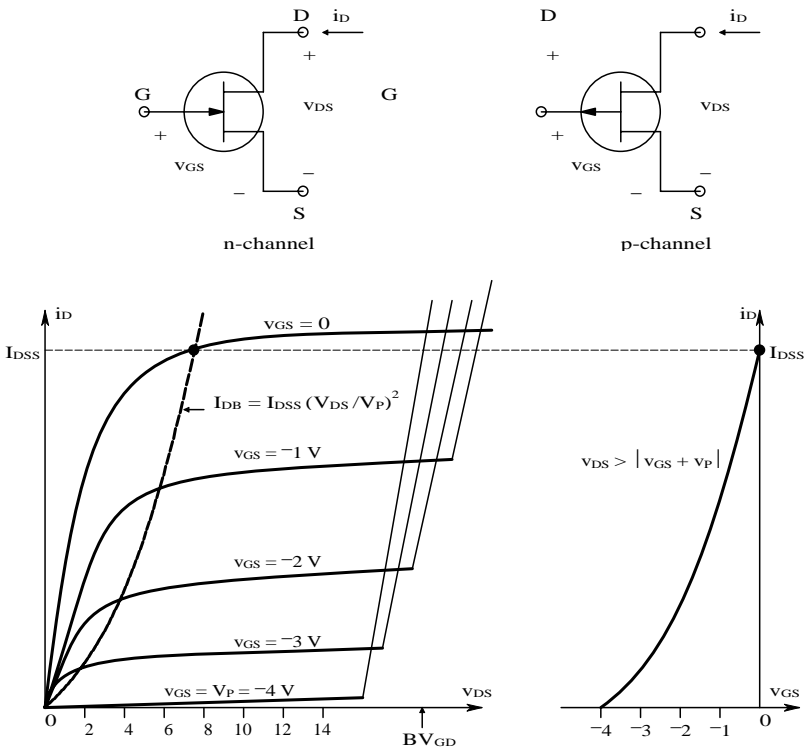 D iD D iD
+ +
G vDS G vDS
+ +
vGS vGS
− − − −
S S
n-channel p-channel
iD iD
vGS = 0
IDSS IDSS
IDB = IDSS (VDS/VP)²
vGS = −1 V vDS > |vGS + vP|
vGS = −2 V
vGS = −3 V
vGS = VP = −4 V vDS vGS
0 2 4 6 8 10 12 14 −4 −3 −2 −1 0
BVGD